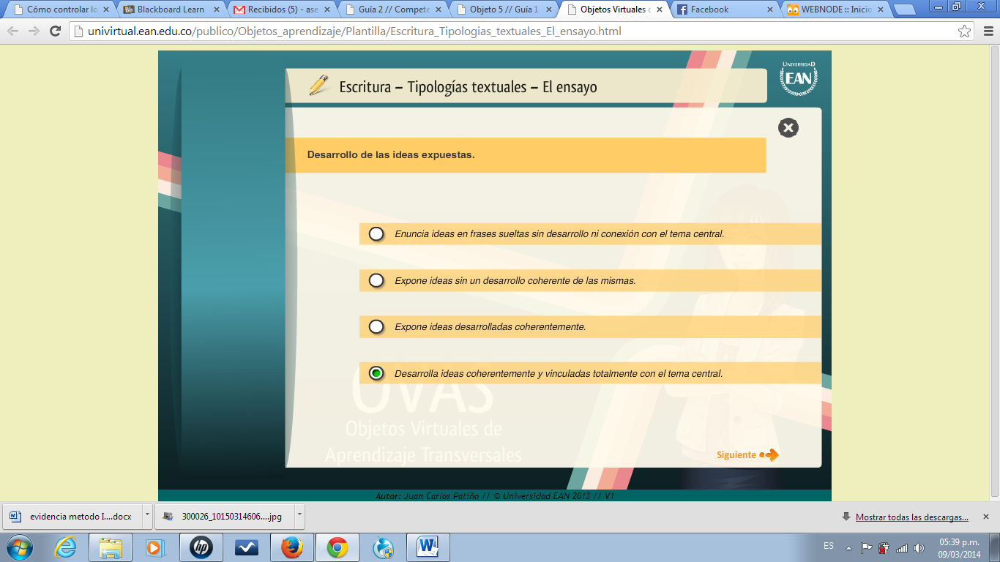 Cómo controlar lo
Blackboard Learn
Recibidos (5) - ase
Guía 2 // Compete
Objeto 5 // Guía 1
Objetos Virtuales d
Facebook
WEBNODE :: Inicio
univirtual.ean.edu.co/publico/Objetos_aprendizaje/Plantilla/Escritura_Tipologias_textuales_El_ensayo.html
UNIVERSIDAD
EAN
Escritura – Tipologías textuales – El ensayo
Desarrollo de las ideas expuestas.
Enuncia ideas en frases sueltas sin desarrollo ni conexión con el tema central.
Expone ideas sin un desarrollo coherente de las mismas.
Expone ideas desarrolladas coherentemente.
Desarrolla ideas coherentemente y vinculadas totalmente con el tema central.
OVAS
Objetos Virtuales de
Aprendizaje Transversales
Siguiente
Autor: Juan Carlos Patiño // © Universidad EAN 2013 // V1
evidencia metodo I....docx
300026_10150314606....jpg
Mostrar todas las descargas...
ES
05:39 p.m.
09/03/2014